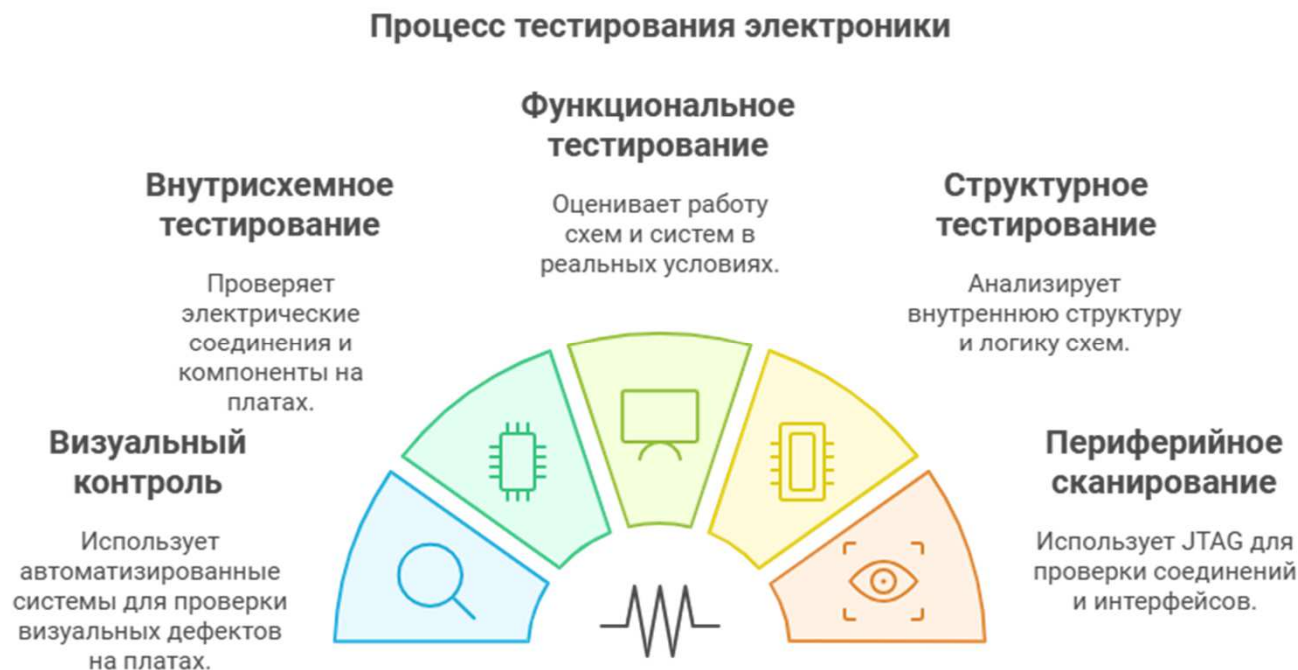 Процесс тестирования электроники
Визуальный
контроль
Использует
автоматизированные
системы для проверки
визуальных дефектов
на платах.
Внутрисхемное
тестирование
Проверяет
электрические
соединения и
компоненты на
платах.
Функциональное
тестирование
Оценивает работу
схем и систем в
реальных условиях.
Структурное
тестирование
Анализирует
внутреннюю структуру
и логику схем.
Периферийное
сканирование
Использует JTAG для
проверки соединений
и интерфейсов.